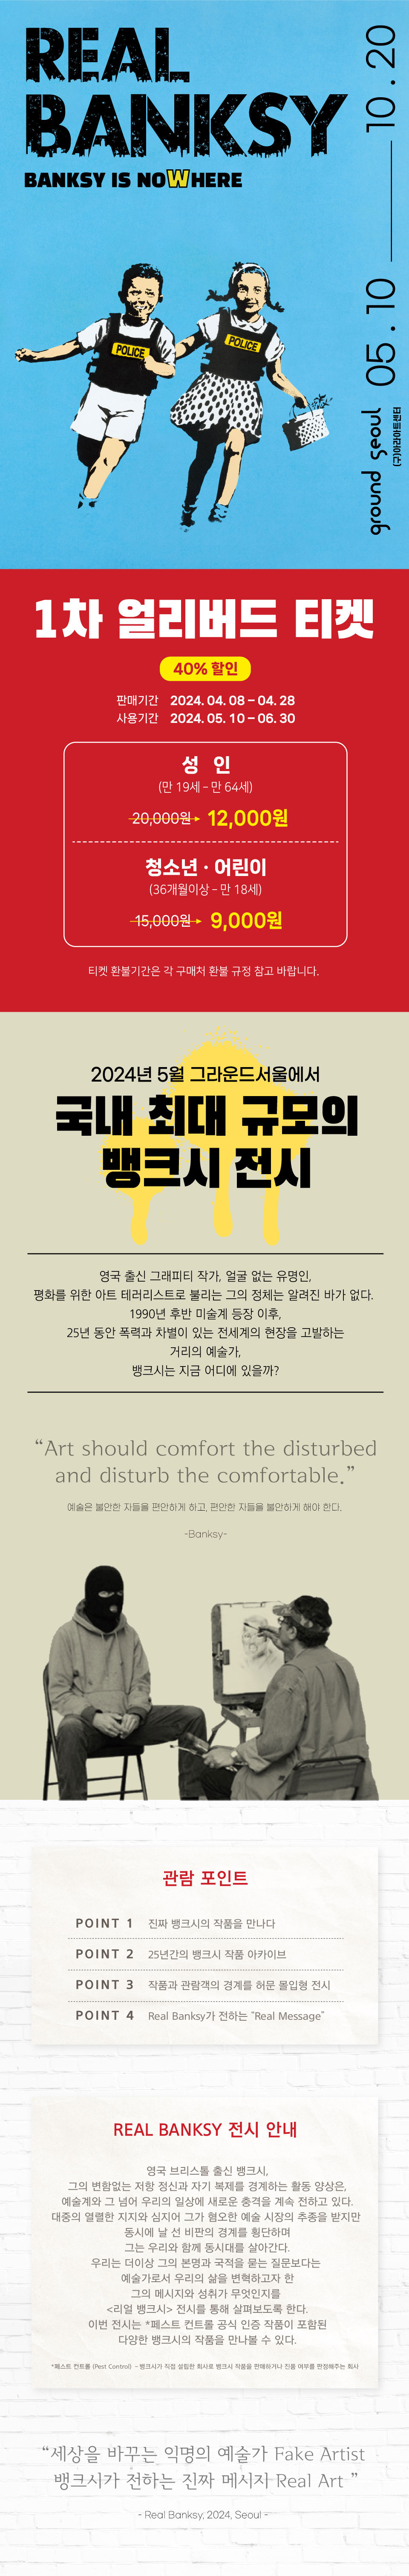 REAL
BANKSY
BANKSY IS NOWHERE
05 . 10 — 10 . 20
ground seoul
(구)아라아트센터
POLICE
POLICE
1차 얼리버드 티켓
40% 할인
판매기간 2024. 04. 08 – 04. 28
사용기간 2024. 05. 10 – 06. 30
성 인
(만 19세 – 만 64세)
20,000원 → 12,000원
청소년 · 어린이
(36개월이상 – 만 18세)
15,000원 → 9,000원
티켓 환불기간은 각 구매처 환불 규정 참고 바랍니다.
2024년 5월 그라운드서울에서
국내 최대 규모의
뱅크시 전시
영국 출신 그래피티 작가, 얼굴 없는 유명인,
평화를 위한 아트 테러리스트로 불리는 그의 정체는 알려진 바가 없다.
1990년 후반 미술계 등장 이후,
25년 동안 폭력과 차별이 있는 전세계의 현장을 고발하는
거리의 예술가,
뱅크시는 지금 어디에 있을까?
“Art should comfort the disturbed
and disturb the comfortable.”
예술은 불안한 자들을 편안하게 하고, 편안한 자들을 불안하게 해야 한다.
-Banksy-
관람 포인트
POINT 1 진짜 뱅크시의 작품을 만나다
POINT 2 25년간의 뱅크시 작품 아카이브
POINT 3 작품과 관람객의 경계를 허문 몰입형 전시
POINT 4 Real Banksy가 전하는 “Real Message”
REAL BANKSY 전시 안내
영국 브리스톨 출신 뱅크시,
그의 변함없는 저항 정신과 자기 복제를 경계하는 활동 양상은,
예술계와 그 넘어 우리의 일상에 새로운 충격을 계속 전하고 있다.
대중의 열렬한 지지와 심지어 그가 혐오한 예술 시장의 추종을 받지만
동시에 날 선 비판의 경계를 횡단하며
그는 우리와 함께 동시대를 살아간다.
우리는 더이상 그의 본명과 국적을 묻는 질문보다는
예술가로서 우리의 삶을 변혁하고자 한
그의 메시지와 성취가 무엇인지를
<리얼 뱅크시> 전시를 통해 살펴보도록 한다.
이번 전시는 *페스트 컨트롤 공식 인증 작품이 포함된
다양한 뱅크시의 작품을 만나볼 수 있다.
*페스트 컨트롤 (Pest Control) – 뱅크시가 직접 설립한 회사로 뱅크시 작품을 판매하거나 진품 여부를 판정해주는 회사
“세상을 바꾸는 익명의 예술가 Fake Artist
뱅크시가 전하는 진짜 메시지 Real Art ”
- Real Banksy, 2024, Seoul -